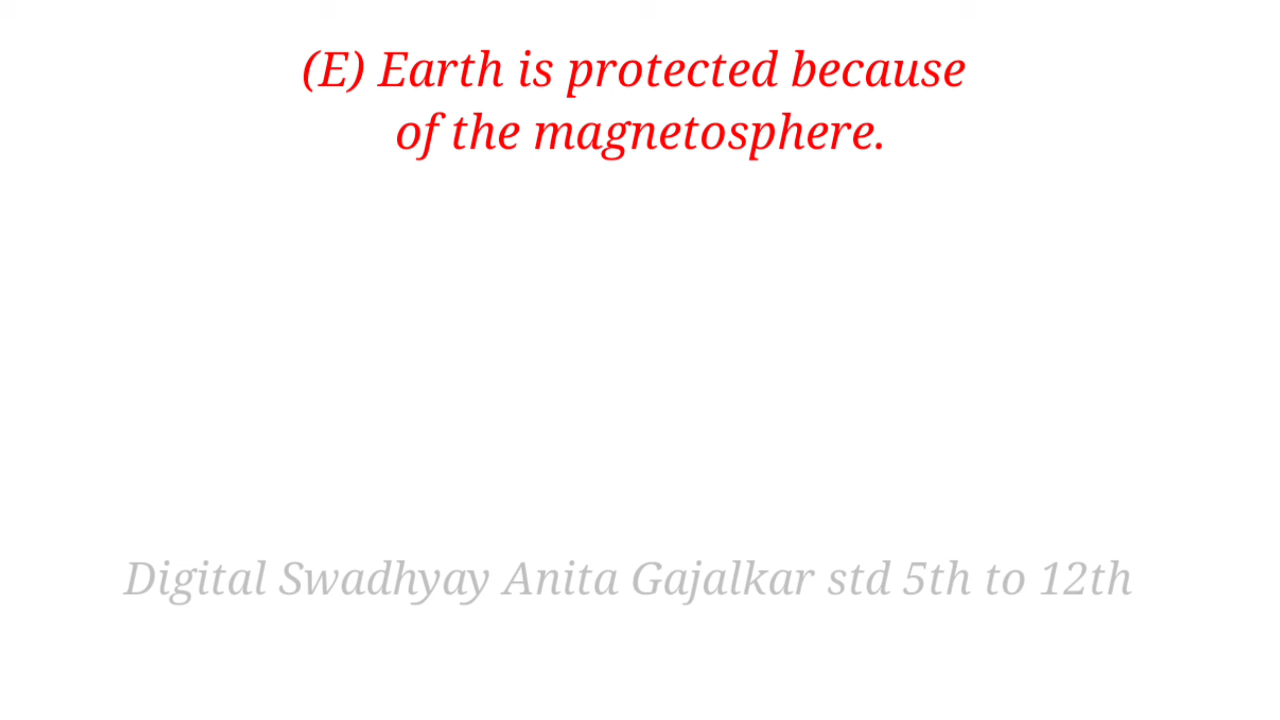 (E) Earth is protected because
of the magnetosphere.
Digital Swadhyay Anita Gajalkar std 5th to 12th